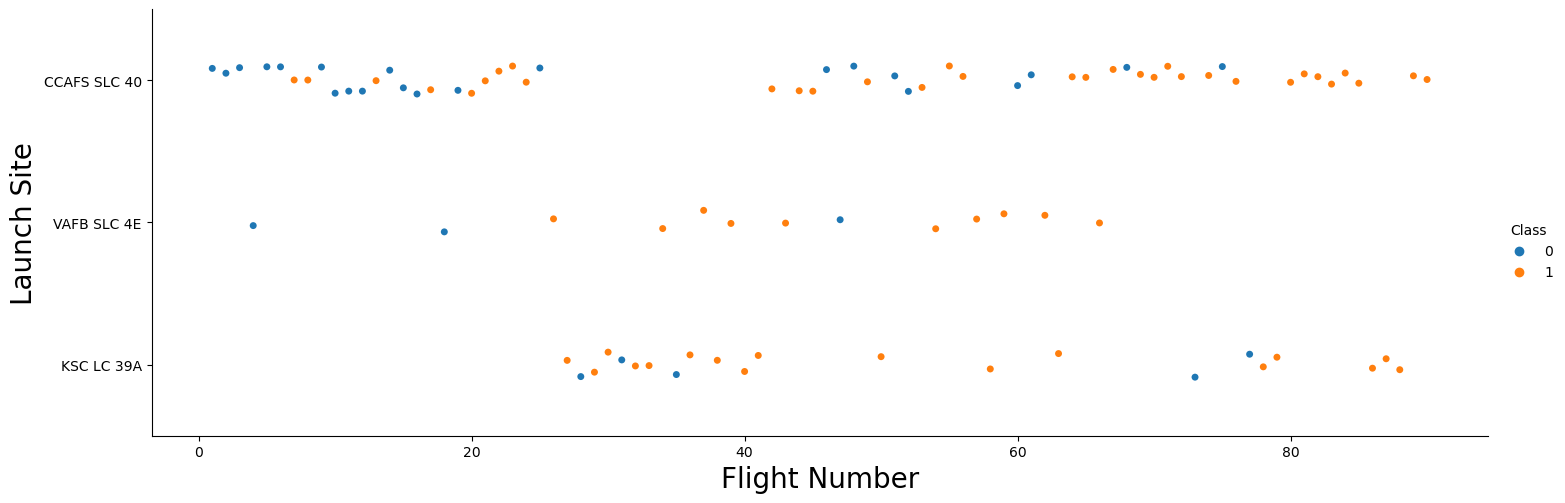 Launch Site
CCAFS SLC 40
VAFB SLC 4E
KSC LC 39A
0
20
40
60
80
Flight Number
Class
0
1